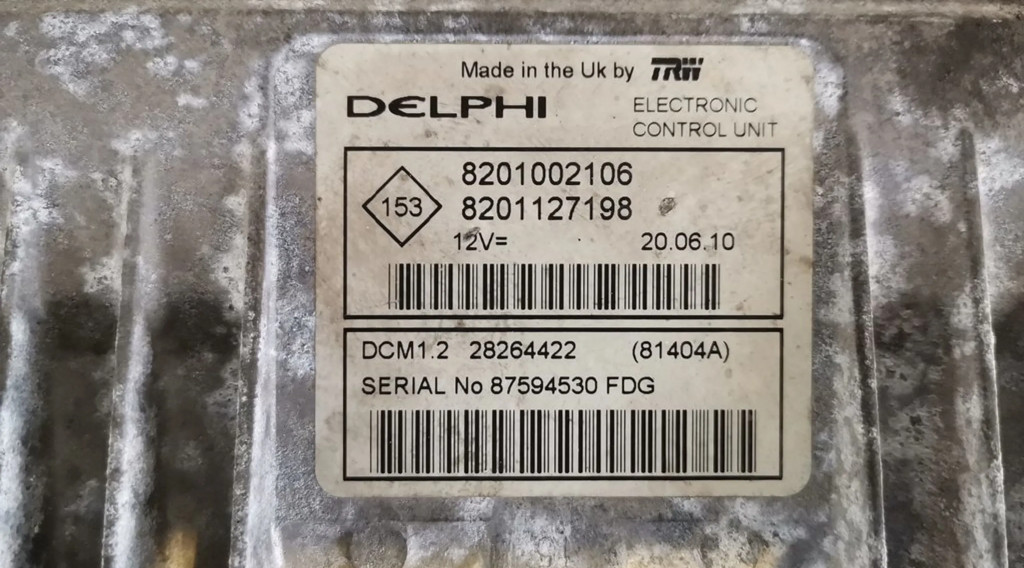 Made in the Uk by TRW
DELPHI
ELECTRONIC
CONTROL UNIT
153
8201002106
8201127198
12V=
20.06.10
DCM1.2 28264422 (81404A)
SERIAL No 87594530 FDG